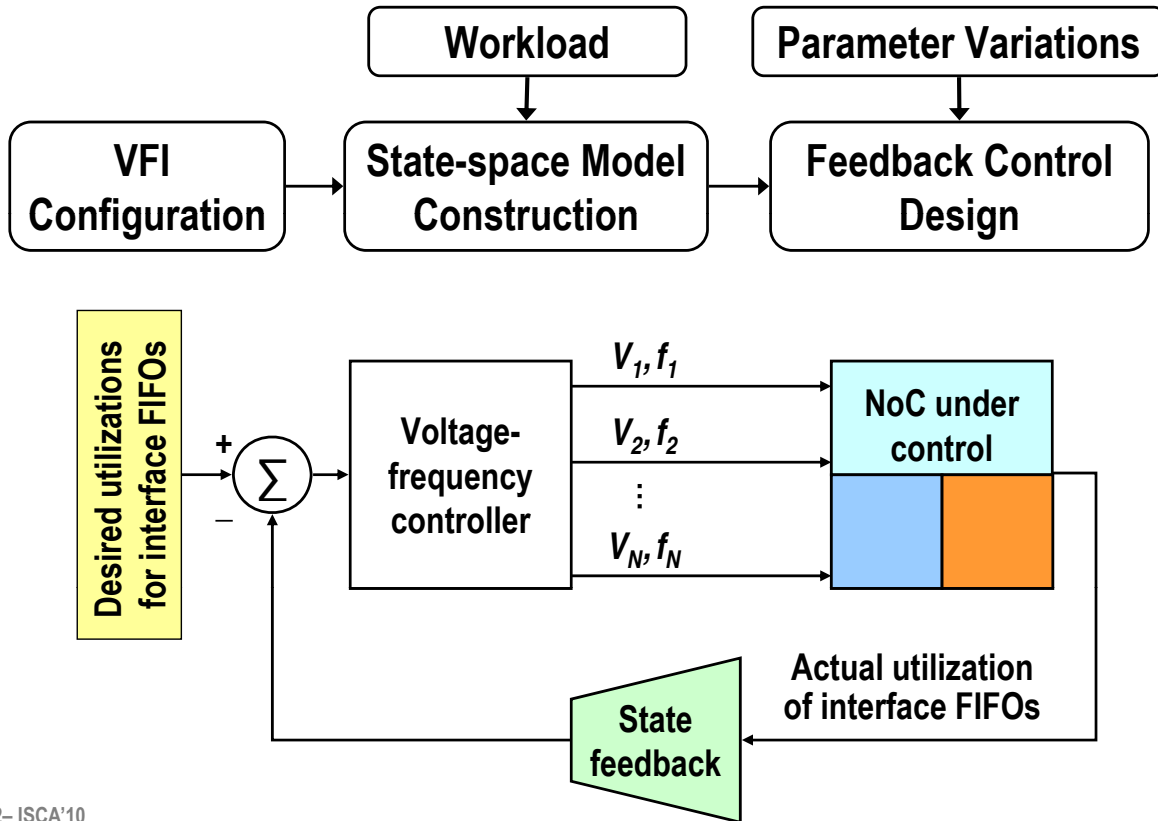 Workload
Parameter Variations
VFI
Configuration
State-space Model
Construction
Feedback Control
Design
Desired utilizations
for interface FIFOs
+
−
∑
Voltage-
frequency
controller
V1, f1
V2, f2
⋮
VN, fN
NoC under
control
Actual utilization
of interface FIFOs
State
feedback
– ISCA'10